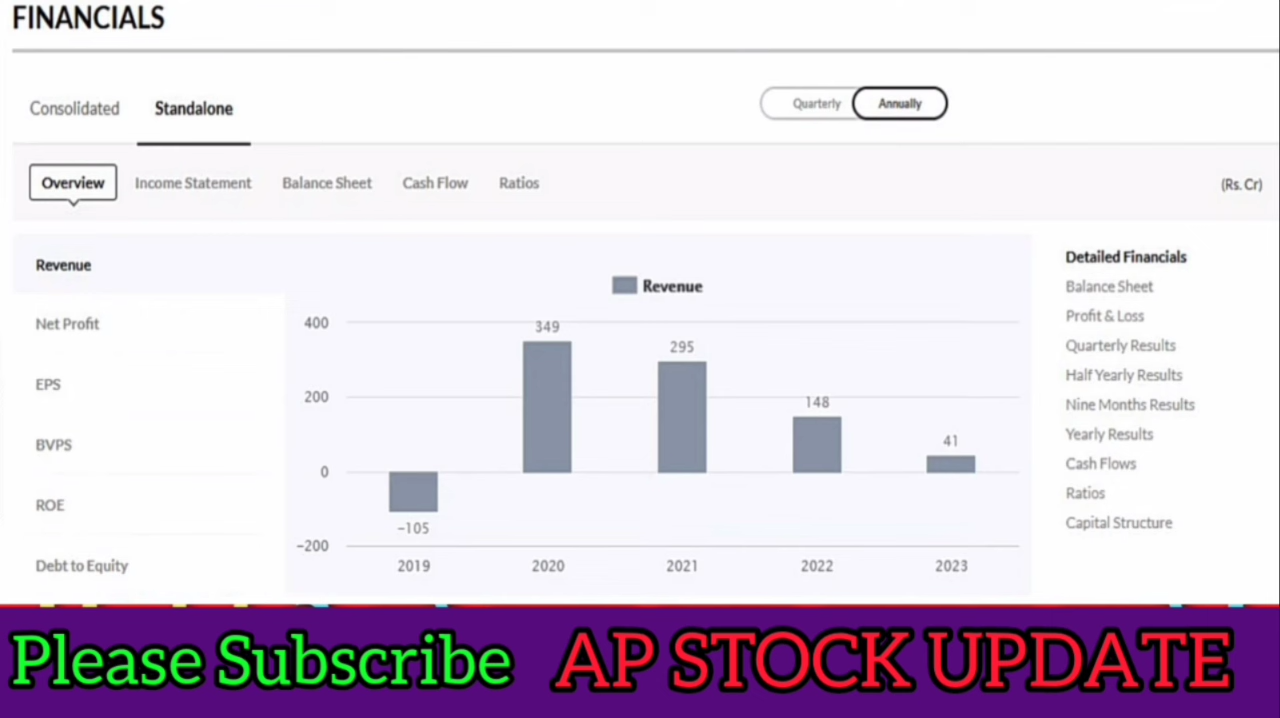 FINANCIALS
Consolidated Standalone
Quarterly Annually
Overview Income Statement Balance Sheet Cash Flow Ratios (Rs. Cr)
Revenue
Net Profit
EPS
BVPS
ROE
Debt to Equity
Revenue
400
200
0
-200
349
295
148
41
-105
2019 2020 2021 2022 2023
Detailed Financials
Balance Sheet
Profit & Loss
Quarterly Results
Half Yearly Results
Nine Months Results
Yearly Results
Cash Flows
Ratios
Capital Structure
Please Subscribe AP STOCK UPDATE